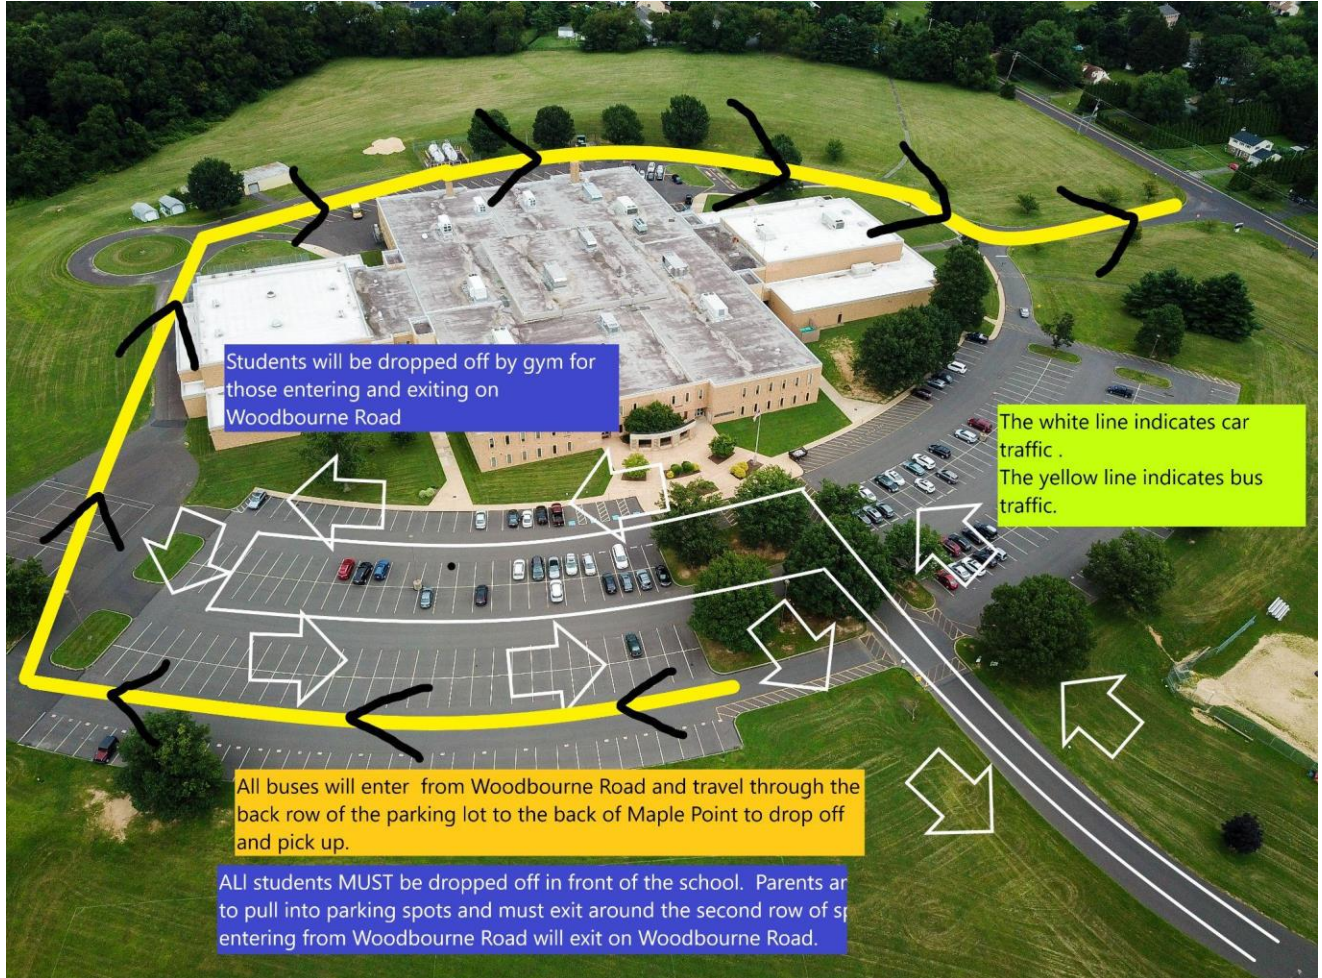 Students will be dropped off by gym for
those entering and exiting on
Woodbourne Road
The white line indicates car
traffic .
The yellow line indicates bus
traffic.
All buses will enter from Woodbourne Road and travel through the
back row of the parking lot to the back of Maple Point to drop off
and pick up.
ALl students MUST be dropped off in front of the school. Parents
to pull into parking spots and must exit around the second row of
entering from Woodbourne Road will exit on Woodbourne Road.